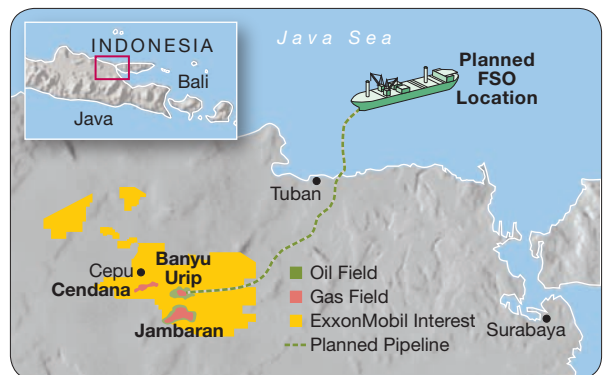 INDONESIA
Bali
Java
Java Sea
Planned
FSO
Location
Tuban
Banyu
Urip
Cepu
Cendana
Jambaran
Oil Field
Gas Field
ExxonMobil Interest
Planned Pipeline
Surabaya